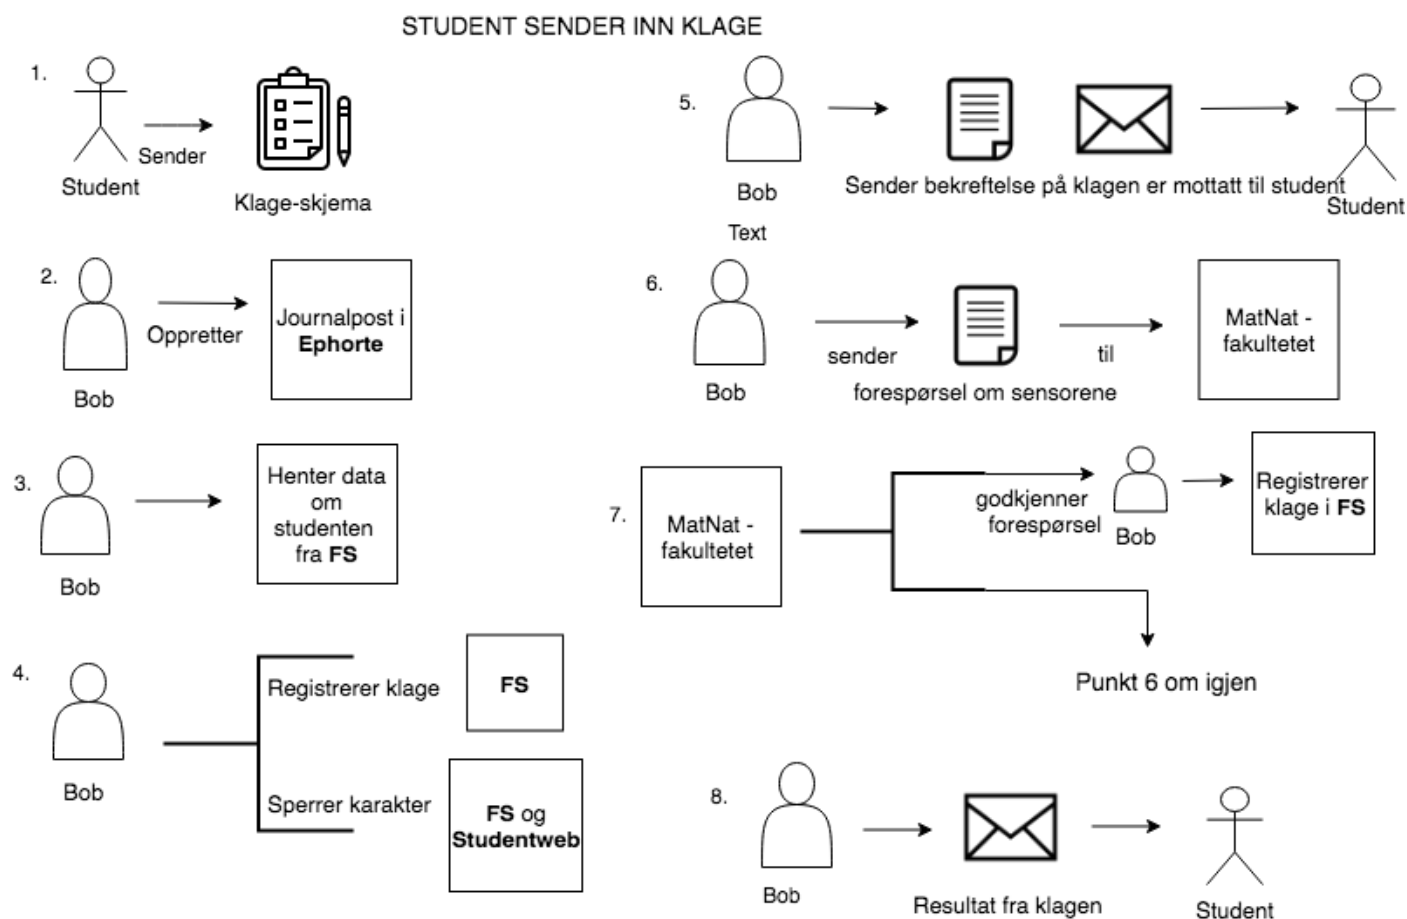 STUDENT SENDER INN KLAGE
1.
Sender
Student
Klage-skjema
2.
Oppretter
Journalpost i
Ephorte
Bob
3.
Henter data
om
studenten
fra FS
Bob
4.
Registrerer klage
FS
Bob
Sperrer karakter
FS og
Studentweb
5.
Bob
Sender bekreftelse på klagen er mottatt til student
Student
Text
6.
sender
til
MatNat -
fakultetet
Bob
forespørsel om sensorene
7.
MatNat -
fakultetet
godkjenner
forespørsel
Bob
Registrerer
klage i FS
Punkt 6 om igjen
8.
Bob
Resultat fra klagen
Student